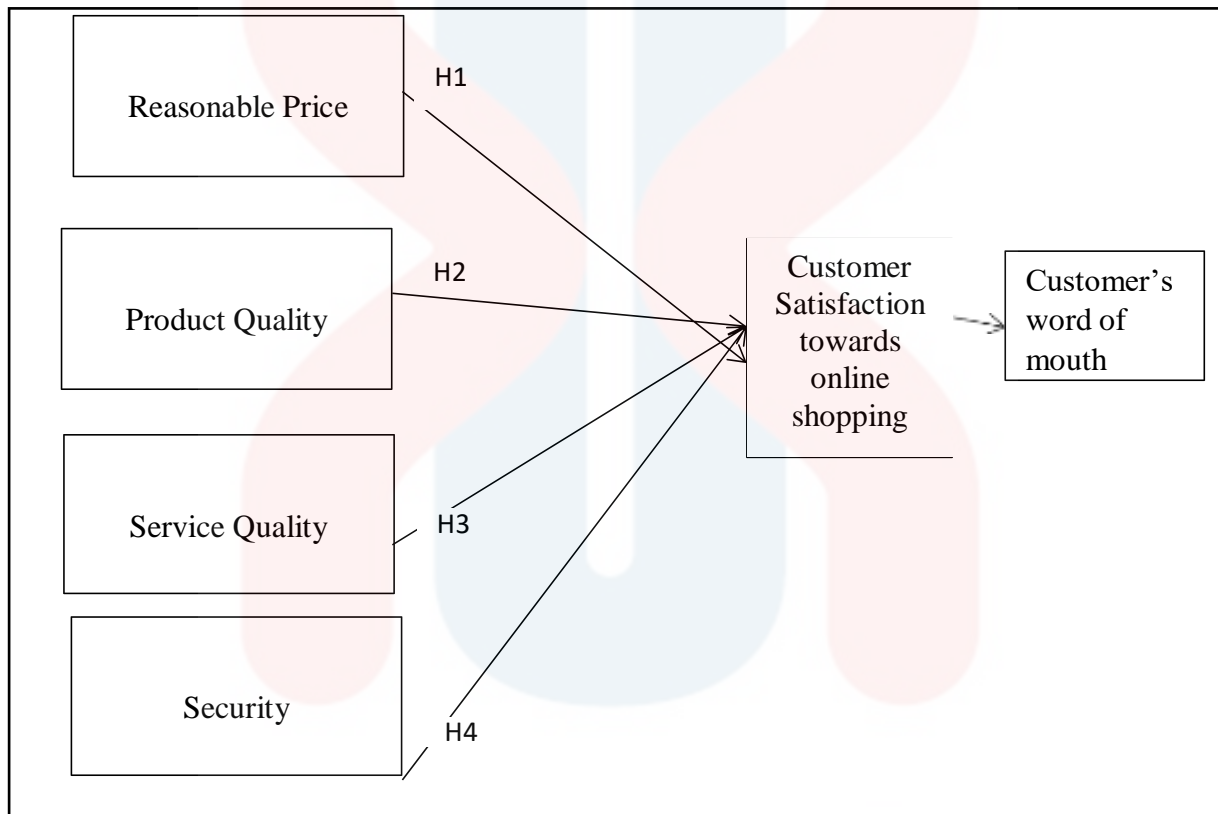 H1
Reasonable Price
H2
Product Quality
Customer
Satisfaction
towards
online
shopping
Customer’s
word of
mouth
Service Quality
H3
Security
H4